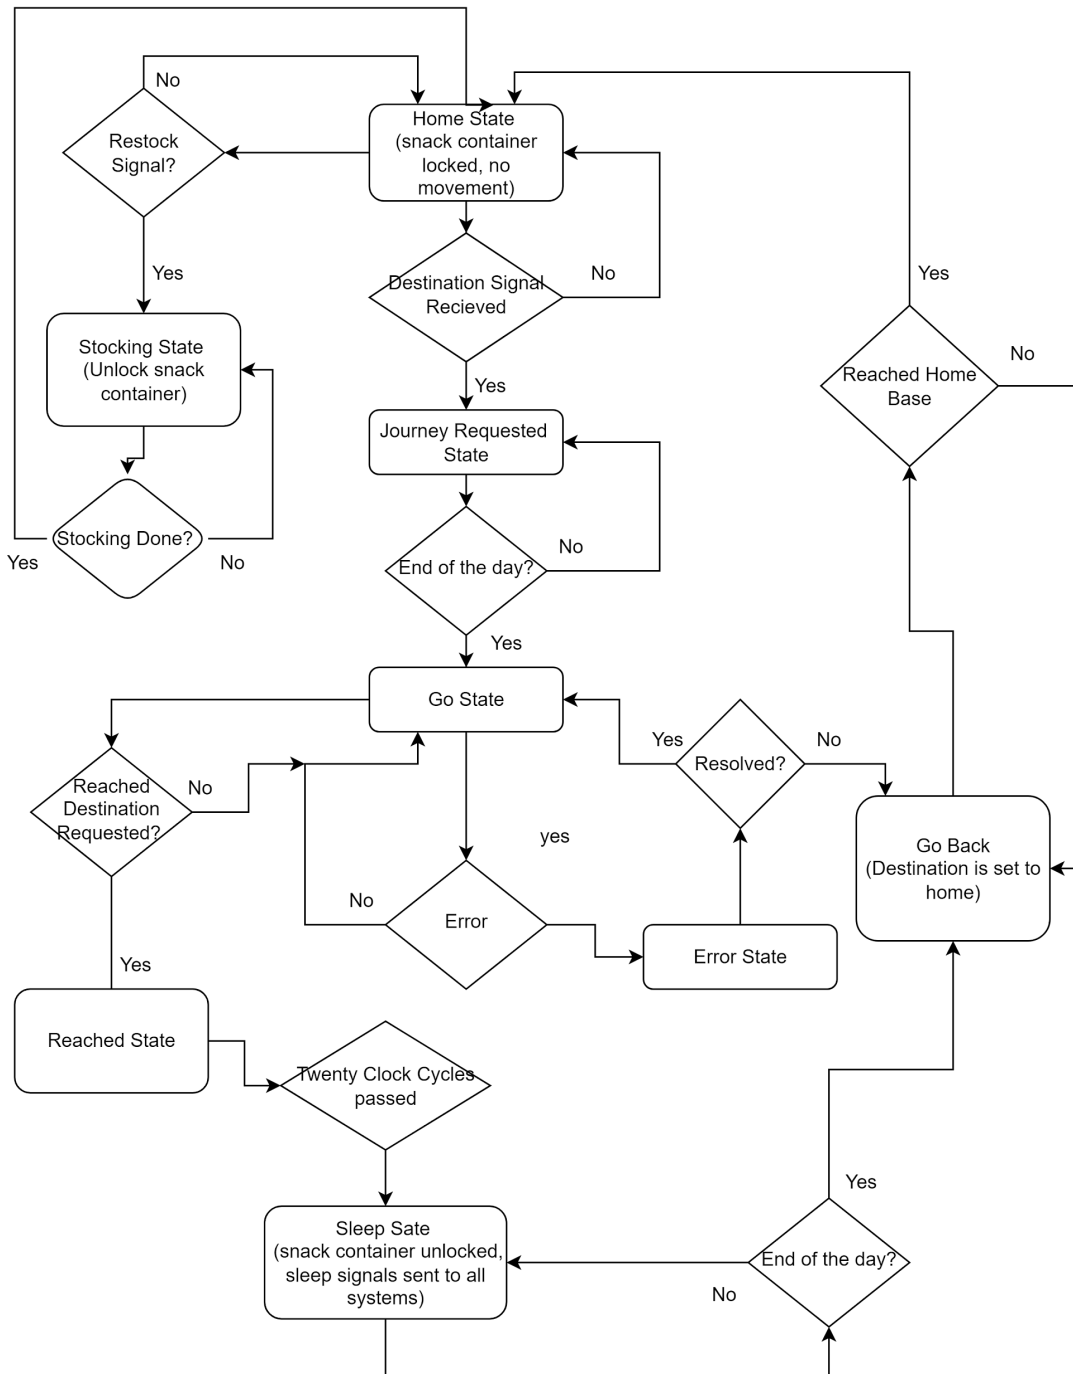 No
Home State
(snack container
locked, no
movement)
Restock
Signal?
Yes
Destination Signal
Recieved
No
Yes
Reached Home
Base
No
Stocking State
(Unlock snack
container)
Yes
Journey Requested
State
Stocking Done?
Yes
No
No
End of the day?
Yes
Go State
Yes
Resolved?
No
Reached
Destination
Requested?
No
yes
Go Back
(Destination is set to
home)
No
Error
Error State
Yes
Reached State
Twenty Clock Cycles
passed
Yes
Sleep Sate
(snack container unlocked,
sleep signals sent to all
systems)
End of the day?
No